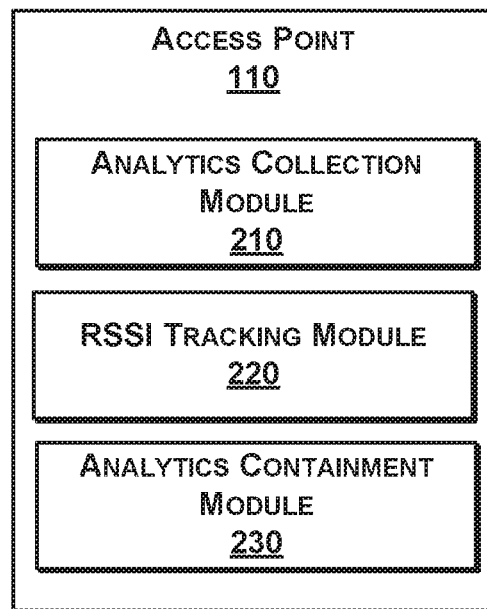 ACCESS POINT
110
ANALYTICS COLLECTION
MODULE
210
RSSI TRACKING MODULE
220
ANALYTICS CONTAINMENT
MODULE
230